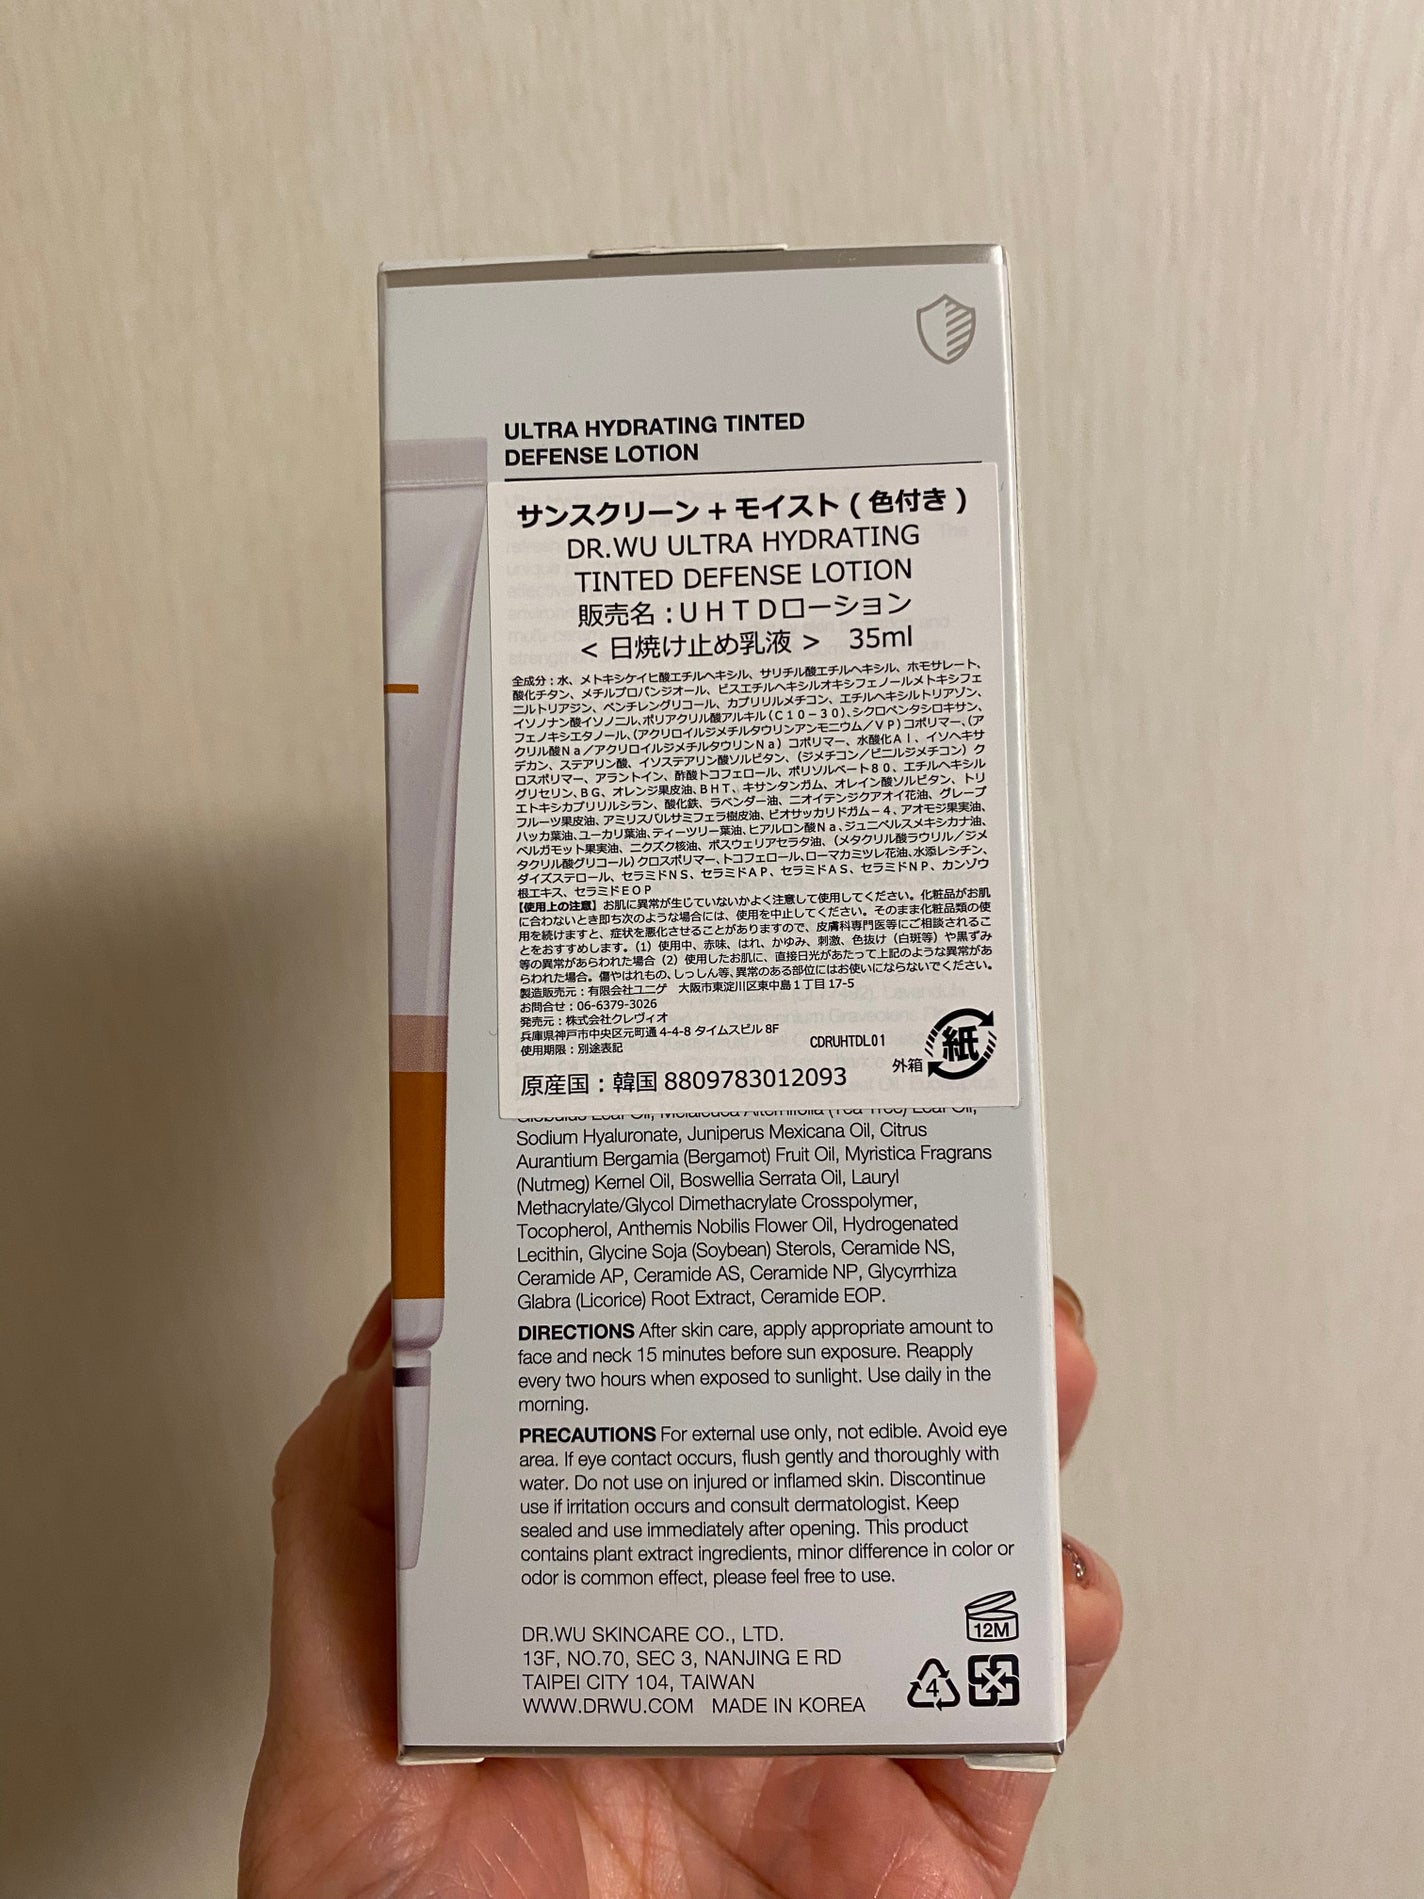 ULTRA HYDRATING TINTED
DEFENSE LOTION
サンスクリーン+モイスト(色付き)
DR.WU ULTRA HYDRATING
TINTED DEFENSE LOTION
販売名:UHTDローション
<日焼け止め乳液> 35ml
全成分:水、メトキシケイヒ酸エチルヘキシル、サリチル酸エチルヘキシル、ホモサレート、
酸化チタン、メチルプロパンジオール、ビスエチルヘキシルオキシフェノールメトキシフェ
ニルトリアジン、ペンチレングリコール、カプリリルメチコン、エチルヘキシルトリアゾン、
イソノナン酸イソノニル、ポリアクリル酸アルキル(C10-30)、シクロペンタシロキサン、
フェノキシエタノール、(アクリロイルジメチルタウリンアンモニウム/VP)コポリマー、(ア
クリル酸Na/アクリロイルジメチルタウリンNa)コポリマー、水酸化Al、イソヘキサ
デカン、ステアリン酸、イソステアリン酸ソルビタン、(ジメチコン/ビニルジメチコン)ク
ロスポリマー、アラントイン、酢酸トコフェロール、ポリソルベート80、エチルヘキシル
グリセリン、BG、オレンジ果皮油、BHT、キサンタンガム、オレイン酸ソルビタン、トリ
エトキシカプリリルシラン、酸化鉄、ラベンダー油、ニオイテンジクアオイ花油、グレープ
フルーツ果皮油、アミリスバルサミフェラ樹皮油、ビオサッカリドガム-4、アオモジ果実油、
ハッカ葉油、ユーカリ葉油、ティーツリー葉油、ヒアルロン酸Na、ジュニペルスメキシカナ油、
ベルガモット果実油、ニクズク核油、ボスウェリアセラタ油、(メタクリル酸ラウリル/ジメ
タクリル酸グリコール)クロスポリマー、トコフェロール、ローマカミツレ花油、水添レシチン、
ダイズステロール、セラミドNS、セラミドAP、セラミドAS、セラミドNP、カンゾウ
根エキス、セラミドEOP
【使用上の注意】お肌に異常が生じていないかよく注意して使用してください。化粧品がお肌
に合わないとき即ち次のような場合には、使用を中止してください。そのまま化粧品類の使
用を続けますと、症状を悪化させることがありますので、皮膚科専門医等にご相談されるこ
とをおすすめします。(1)使用中、赤味、はれ、かゆみ、刺激、色抜け(白斑等)や黒ずみ
等の異常があらわれた場合(2)使用したお肌に、直接日光があたって上記のような異常があ
らわれた場合。傷やはれもの、しっしん等、異常のある部位にはお使いにならないでください。
製造販売元:有限会社ユニゲ 大阪市東淀川区東中島1丁目17-5
お問合せ:06-6379-3026
発売元:株式会社クレヴィオ
兵庫県神戸市中央区元町通4-4-8 タイムスビル8F
使用期限:別途表記
CDRUHTDL01
外箱 紙
原産国:韓国 8809783012093
Globulus Leaf Oil, Melaleuca Alternifolia (Tea Tree) Leaf Oil,
Sodium Hyaluronate, Juniperus Mexicana Oil, Citrus
Aurantium Bergamia (Bergamot) Fruit Oil, Myristica Fragrans
(Nutmeg) Kernel Oil, Boswellia Serrata Oil, Lauryl
Methacrylate/Glycol Dimethacrylate Crosspolymer,
Tocopherol, Anthemis Nobilis Flower Oil, Hydrogenated
Lecithin, Glycine Soja (Soybean) Sterols, Ceramide NS,
Ceramide AP, Ceramide AS, Ceramide NP, Glycyrrhiza
Glabra (Licorice) Root Extract, Ceramide EOP.
DIRECTIONS After skin care, apply appropriate amount to
face and neck 15 minutes before sun exposure. Reapply
every two hours when exposed to sunlight. Use daily in the
morning.
PRECAUTIONS For external use only, not edible. Avoid eye
area. If eye contact occurs, flush gently and thoroughly with
water. Do not use on injured or inflamed skin. Discontinue
use if irritation occurs and consult dermatologist. Keep
sealed and use immediately after opening. This product
contains plant extract ingredients, minor difference in color or
odor is common effect, please feel free to use.
12M
DR.WU SKINCARE CO., LTD.
13F, NO.70, SEC 3, NANJING E RD
TAIPEI CITY 104, TAIWAN
WWW.DRWU.COM MADE IN KOREA
4